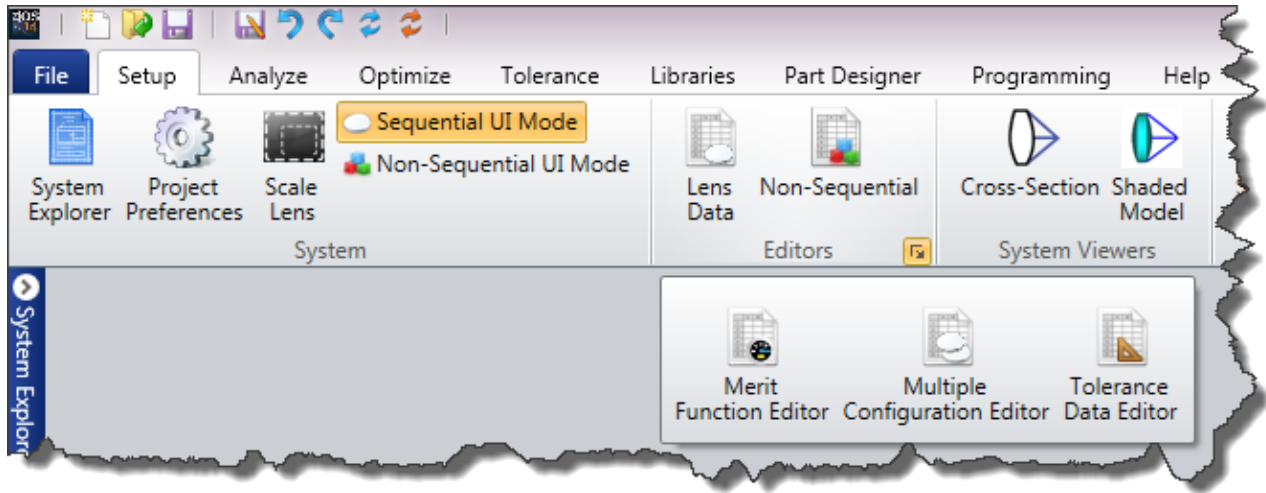 File Setup Analyze Optimize Tolerance Libraries Part Designer Programming Help
Sequential UI Mode
Non-Sequential UI Mode
System
Explorer
Project
Preferences
Scale
Lens
System
Lens
Data
Non-Sequential
Editors
Cross-Section
Shaded
Model
System Viewers
Merit
Function Editor
Multiple
Configuration Editor
Tolerance
Data Editor